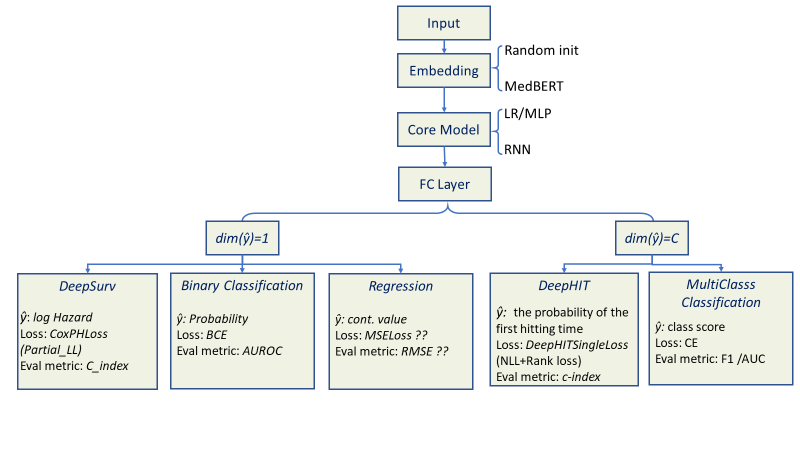 Input
Embedding
Random init
MedBERT
Core Model
LR/MLP
RNN
FC Layer
dim(ŷ)=1
dim(ŷ)=C
DeepSurv
ŷ: log Hazard
Loss: CoxPHLoss
(Partial_LL)
Eval metric: C_index
Binary Classification
ŷ: Probability
Loss: BCE
Eval metric: AUROC
Regression
ŷ: cont. value
Loss: MSELoss ??
Eval metric: RMSE ??
DeepHIT
ŷ: the probability of the
first hitting time
Loss: DeepHITSingleLoss
(NLL+Rank loss)
Eval metric: c-index
MultiClasss
Classification
ŷ: class score
Loss: CE
Eval metric: F1 /AUC